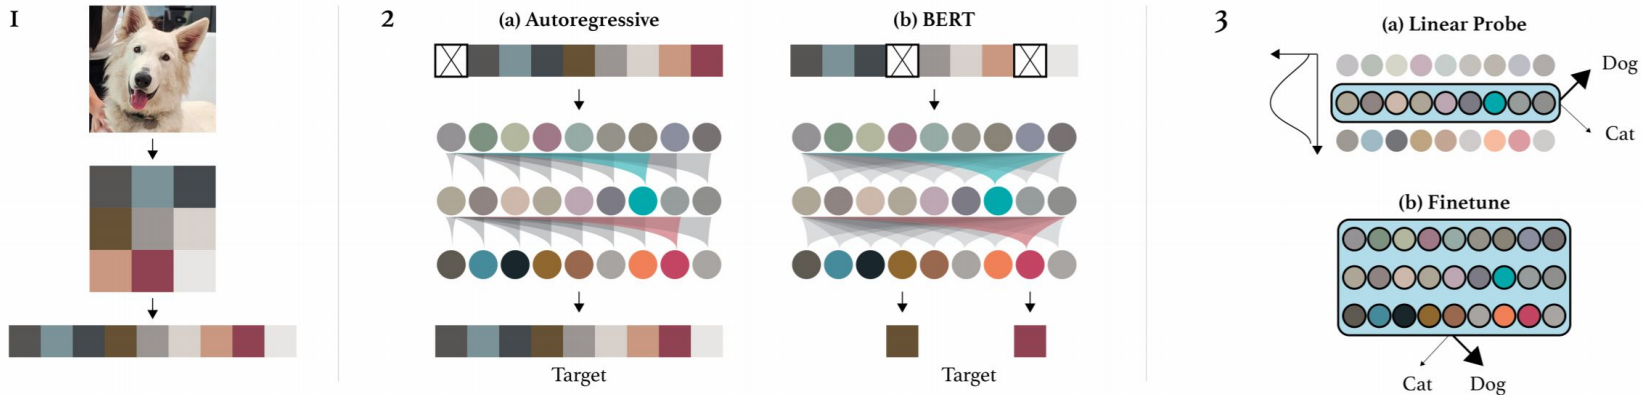 1
2
(a) Autoregressive
(b) BERT
Target
Target
3
(a) Linear Probe
Dog
Cat
(b) Finetune
Cat
Dog